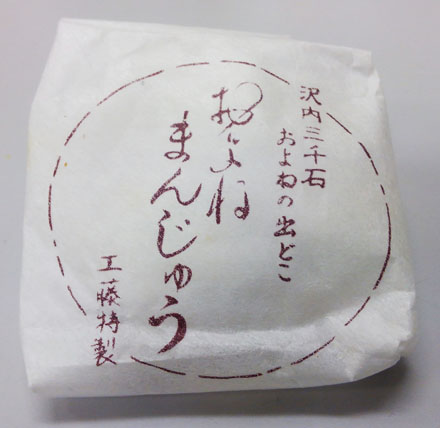 沢内三千石
およねの出どこ
およね
まんじゅう
工藤特製